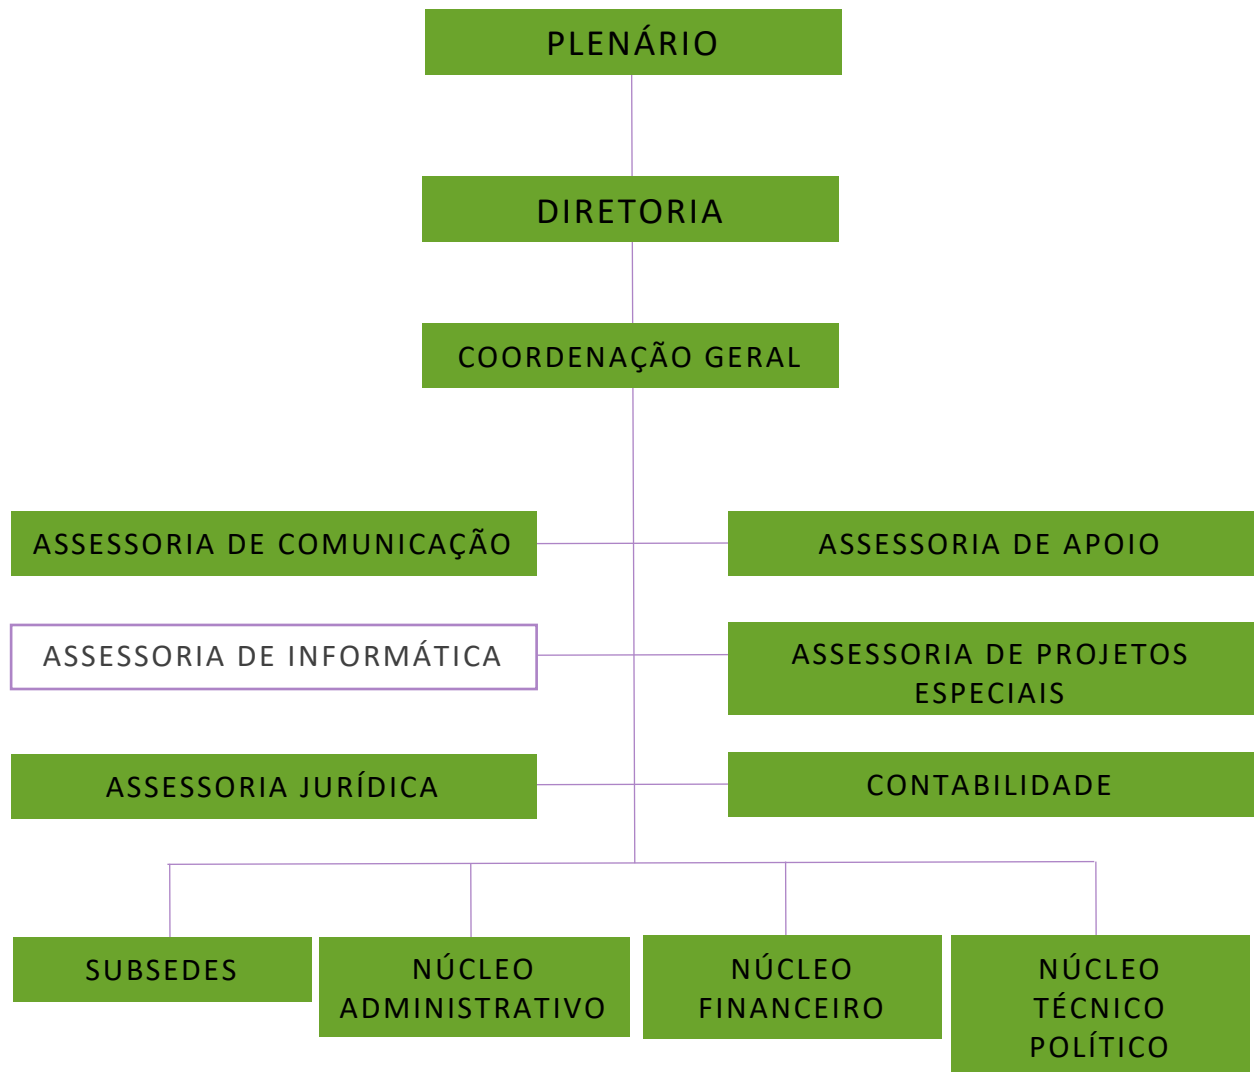 PLENÁRIO
DIRETORIA
COORDENAÇÃO GERAL
ASSESSORIA DE COMUNICAÇÃO
ASSESSORIA DE APOIO
ASSESSORIA DE INFORMÁTICA
ASSESSORIA DE PROJETOS
ESPECIAIS
ASSESSORIA JURÍDICA
CONTABILIDADE
SUBSEDES
NÚCLEO
ADMINISTRATIVO
NÚCLEO
FINANCEIRO
NÚCLEO
TÉCNICO
POLÍTICO